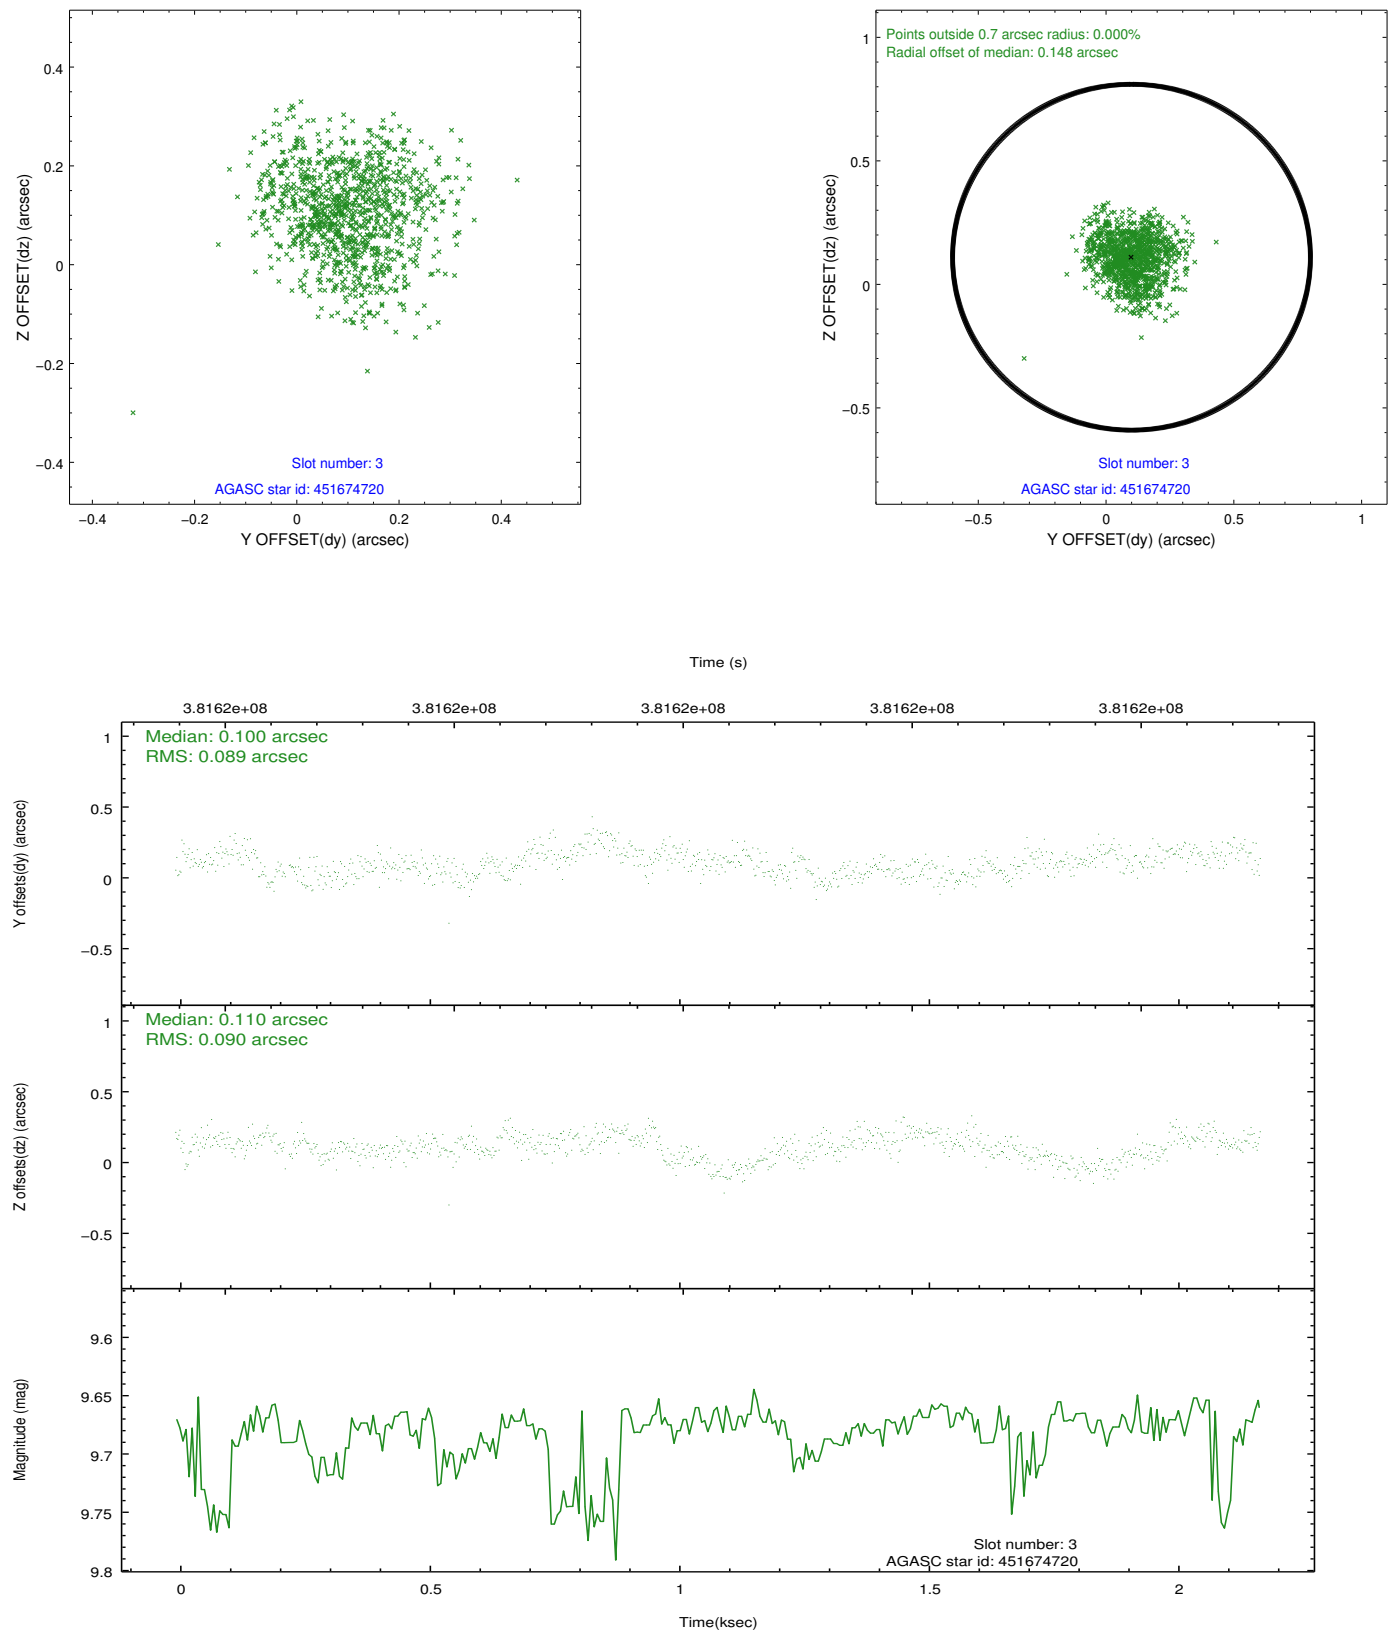 0.4
0.2
0
−0.2
−0.4
Z OFFSET(dz) (arcsec)
Slot number: 3
AGASC star id: 451674720
−0.4 −0.2 0 0.2 0.4
Y OFFSET(dy) (arcsec)
Points outside 0.7 arcsec radius: 0.000%
Radial offset of median: 0.148 arcsec
1
0.5
0
−0.5
Z OFFSET(dz) (arcsec)
Slot number: 3
AGASC star id: 451674720
−0.5 0 0.5 1
Y OFFSET(dy) (arcsec)
Time (s)
3.8162e+08 3.8162e+08 3.8162e+08 3.8162e+08 3.8162e+08
Median: 0.100 arcsec
RMS: 0.089 arcsec
1
0.5
0
−0.5
Y offsets(dy) (arcsec)
Median: 0.110 arcsec
RMS: 0.090 arcsec
1
0.5
0
−0.5
Z offsets(dz) (arcsec)
9.6
9.65
9.7
9.75
9.8
Magnitude (mag)
Slot number: 3
AGASC star id: 451674720
0 0.5 1 1.5 2
Time(ksec)